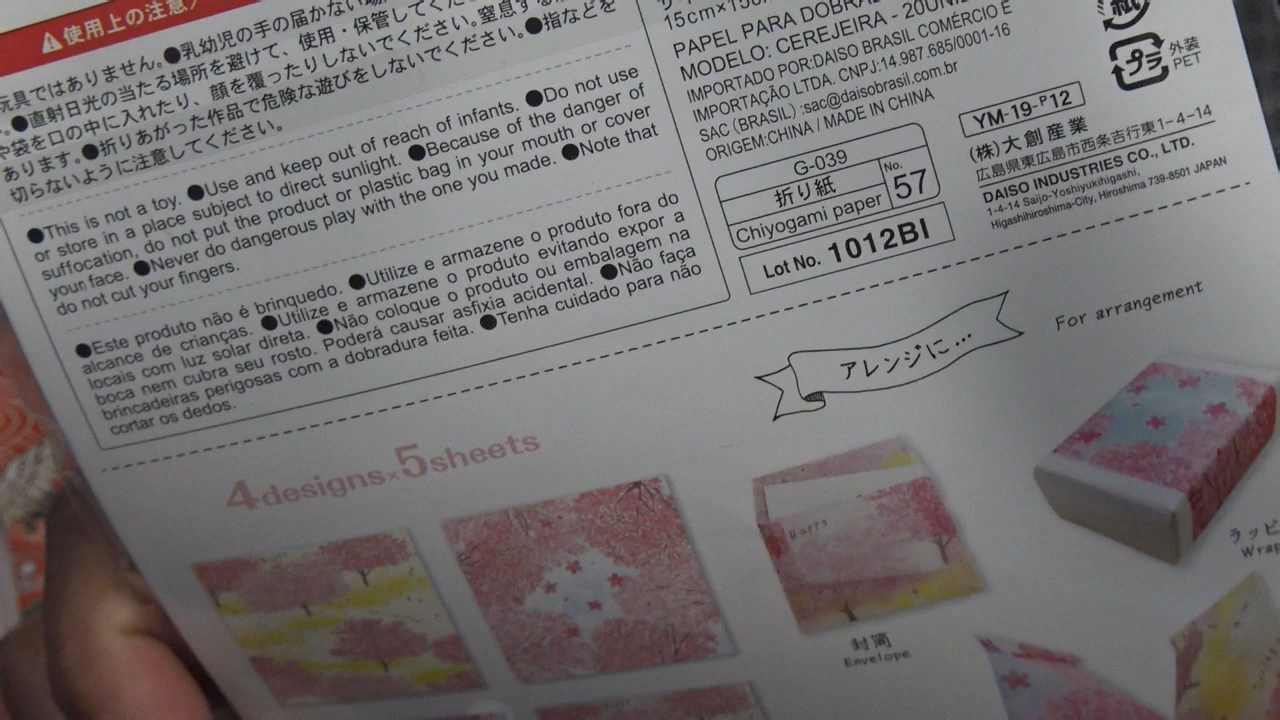 使用上の注意
玩具ではありません。●乳幼児の手の届かない場
●直射日光の当たる場所を避けて、使用・保管してくだ
や袋を口の中に入れたり、顔を覆ったりしないでください。窒息する
あります。●折りあがった作品で危険な遊びをしないでください。●指などを
切らないように注意してください。
●This is not a toy. ●Use and keep out of reach of infants. ●Do not use
or store in a place subject to direct sunlight. ●Because of the danger of
suffocation, do not put the product or plastic bag in your mouth or cover
your face. ●Never do dangerous play with the one you made. ●Note that
do not cut your fingers.
●Este produto não é brinquedo. ●Utilize e armazene o produto fora do
alcance de crianças. ●Utilize e armazene o produto evitando expor a
locais com luz solar direta. ●Não coloque o produto ou embalagem na
boca nem cubra seu rosto. Poderá causar asfixia acidental. ●Não faça
brincadeiras perigosas com a dobradura feita. ●Tenha cuidado para não
cortar os dedos.
PAPEL PARA DOBRA
MODELO: CEREJEIRA - 20UNI
IMPORTADO POR:DAISO BRASIL COMÉRCIO E
IMPORTAÇÃO LTDA. CNPJ:14.987.685/0001-16
SAC (BRASIL) :sac@daisobrasil.com.br
ORIGEM:CHINA / MADE IN CHINA
G-039
折り紙
Chiyogami paper
No.
57
Lot No. 1012BI
紙
プラ
外装
PET
YM-19-P12
(株)大創産業
広島県東広島市西条吉行東1-4-14
DAISO INDUSTRIES CO., LTD.
1-4-14 Saijo-Yoshiyukihigashi,
Higashihiroshima-City, Hiroshima 739-8501 JAPAN
アレンジに…
For arrangement
4designs×5sheets
Happy
封筒
Envelope
ラッピ
Wrap